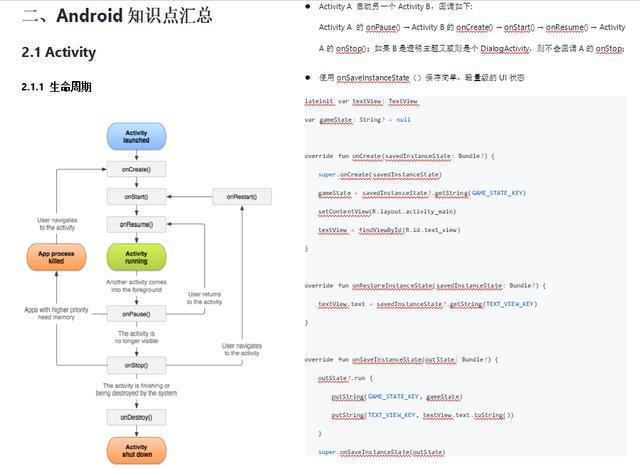 二、Android 知识点汇总
2.1 Activity
2.1.1 生命周期
Activity
launched
onCreate()
onStart()
onRestart()
onResume()
User navigates
to the activity
App process
killed
Activity
running
Another activity comes
into the foreground
User returns
to the activity
Apps with higher priority
need memory
onPause()
The activity is
no longer visible
User navigates
to the activity
onStop()
The activity is finishing or
being destroyed by the system
onDestroy()
Activity
shut down
● Activity A 启动另一个 Activity B，回调如下:
Activity A 的 onPause() → Activity B 的 onCreate() → onStart() → onResume() → Activity
A 的 onStop()；如果 B 是透明主题又或则是个 DialogActivity，则不会回调 A 的 onStop;
● 使用 onSaveInstanceState（）保存简单，轻量级的 UI 状态
lateinit var textView: TextView
var gameState: String? = null
override fun onCreate(savedInstanceState: Bundle?) {
super.onCreate(savedInstanceState)
gameState = savedInstanceState?.getString(GAME_STATE_KEY)
setContentView(R.layout.activity_main)
textView = findViewById(R.id.text_view)
}
override fun onRestoreInstanceState(savedInstanceState: Bundle?) {
textView.text = savedInstanceState?.getString(TEXT_VIEW_KEY)
}
override fun onSaveInstanceState(outState: Bundle?) {
outState?.run {
putString(GAME_STATE_KEY, gameState)
putString(TEXT_VIEW_KEY, textView.text.toString())
}
super.onSaveInstanceState(outState)